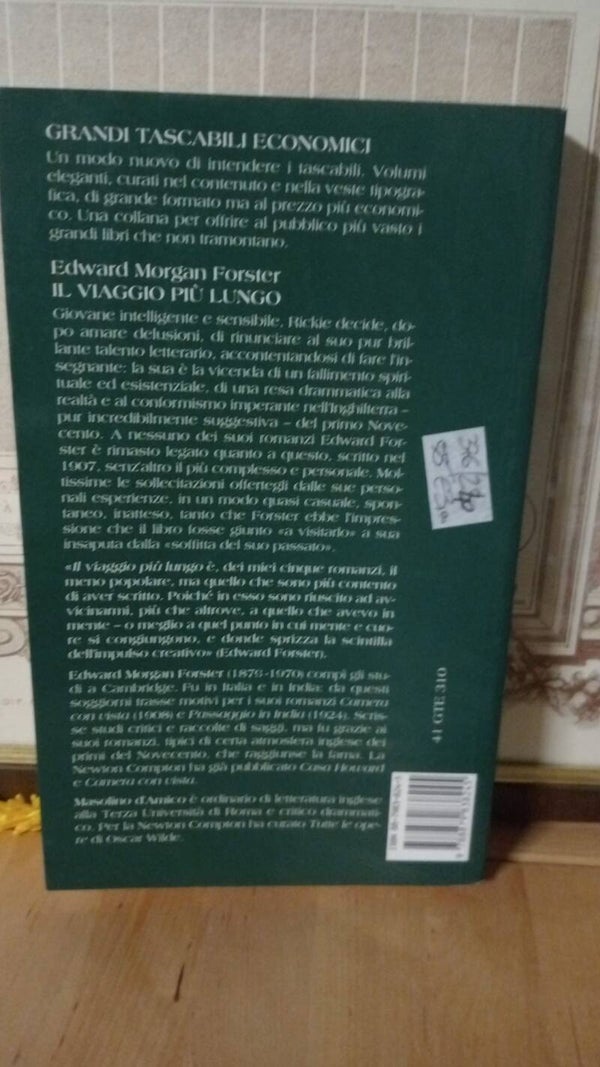 GRANDI TASCABILI ECONOMICI
Un modo nuovo di intendere i tascabili. Volumi
eleganti, curati nel contenuto e nella veste tipogra-
fica, di grande formato ma al prezzo più economi-
co. Una collana per offrire al pubblico più vasto i
grandi libri che non tramontano.
Edward Morgan Forster
IL VIAGGIO PIÙ LUNGO
Giovane intelligente e sensibile, Rickie decide, do-
po amare delusioni, di rinunciare al suo pur bril-
lante talento letterario, accontentandosi di fare l'in-
segnante: la sua è la vicenda di un fallimento spiri-
tuale ed esistenziale, di una resa drammatica alla
realtà e al conformismo imperante nell'Inghilterra –
pur incredibilmente suggestiva – del primo Nove-
cento. A nessuno dei suoi romanzi Edward For-
ster è rimasto legato quanto a questo, scritto nel
1907, senz'altro il più complesso e personale. Mol-
tissime le sollecitazioni offertegli dalle sue perso-
nali esperienze, in un modo quasi casuale, spon-
taneo, inatteso, tanto che Forster ebbe l'impres-
sione che il libro fosse giunto «a visitarlo» a sua
insaputa dalla «soffitta del suo passato».
«Il viaggio più lungo è, dei miei cinque romanzi, il
meno popolare, ma quello che sono più contento
di aver scritto. Poiché in esso sono riuscito ad av-
vicinarmi, più che altrove, a quello che avevo in
mente – o meglio a quel punto in cui mente e cuo-
re si congiungono, e donde sprizza la scintilla
dell'impulso creativo» (Edward Forster).
Edward Morgan Forster (1879-1970) compì gli stu-
di a Cambridge. Fu in Italia e in India: da questi
soggiorni trasse motivi per i suoi romanzi Camera
con vista (1908) e Passaggio in India (1924). Scris-
se studi critici e raccolte di saggi, ma fu grazie ai
suoi romanzi, tipici di certa atmosfera inglese dei
primi del Novecento, che raggiunse la fama. La
Newton Compton ha già pubblicato Casa Howard
e Camera con vista.
Masolino d'Amico è ordinario di letteratura inglese
alla Terza Università di Roma e critico drammati-
co. Per la Newton Compton ha curato Tutte le ope-
re di Oscar Wilde.
41 GTE 310